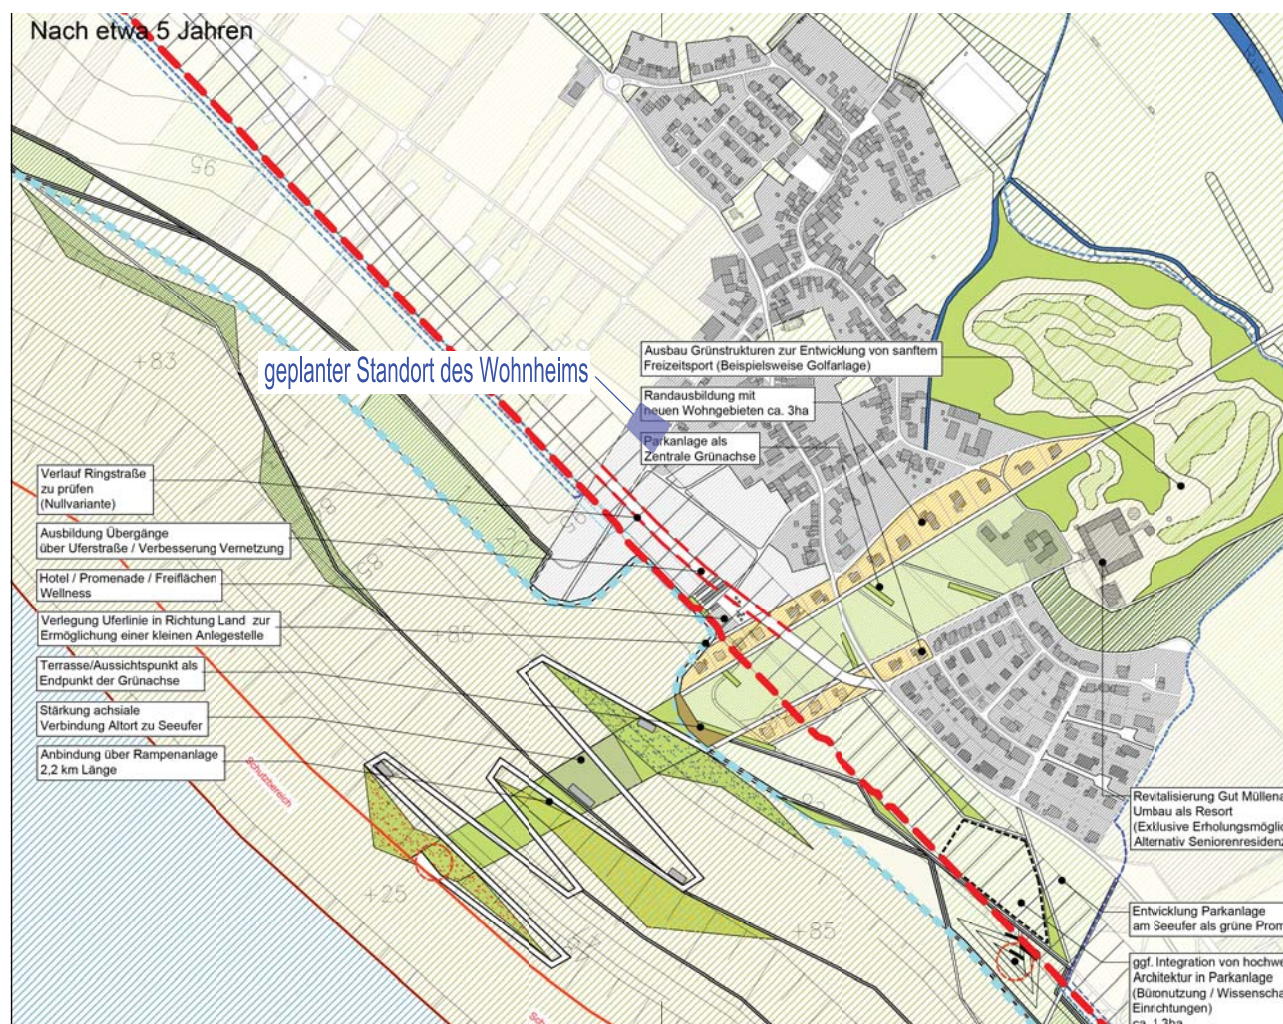 Nach etwa 5 Jahren
95
+83
geplanter Standort des Wohnheims
Ausbau Grünstrukturen zur Entwicklung von sanftem
Freizeitsport (Beispielsweise Golfanlage)
Randausbildung mit
neuen Wohngebieten ca. 3ha
Parkanlage als
Zentrale Grünachse
Verlauf Ringstraße
zu prüfen
(Nullvariante)
Ausbildung Übergänge
über Uferstraße / Verbesserung Vernetzung
Hotel / Promenade / Freiflächen
Wellness
Verlegung Uferlinie in Richtung Land zur
Ermöglichung einer kleinen Anlegestelle
Terrasse/Aussichtspunkt als
Endpunkt der Grünachse
Stärkung achsiale
Verbindung Altort zu Seeufer
Anbindung über Rampenanlage
2,2 km Länge
+85
Schutzbereich
+25
+85
Revitalisierung Gut Müllena
Umbau als Resort
(Exklusive Erholungsmöglic
Alternativ Seniorenresidenz
Entwicklung Parkanlage
am Seeufer als grüne Prom
ggf. Integration von hochwe
Architektur in Parkanlage
(Büronutzung / Wissenscha
Einrichtungen)
ca. 1,3ha